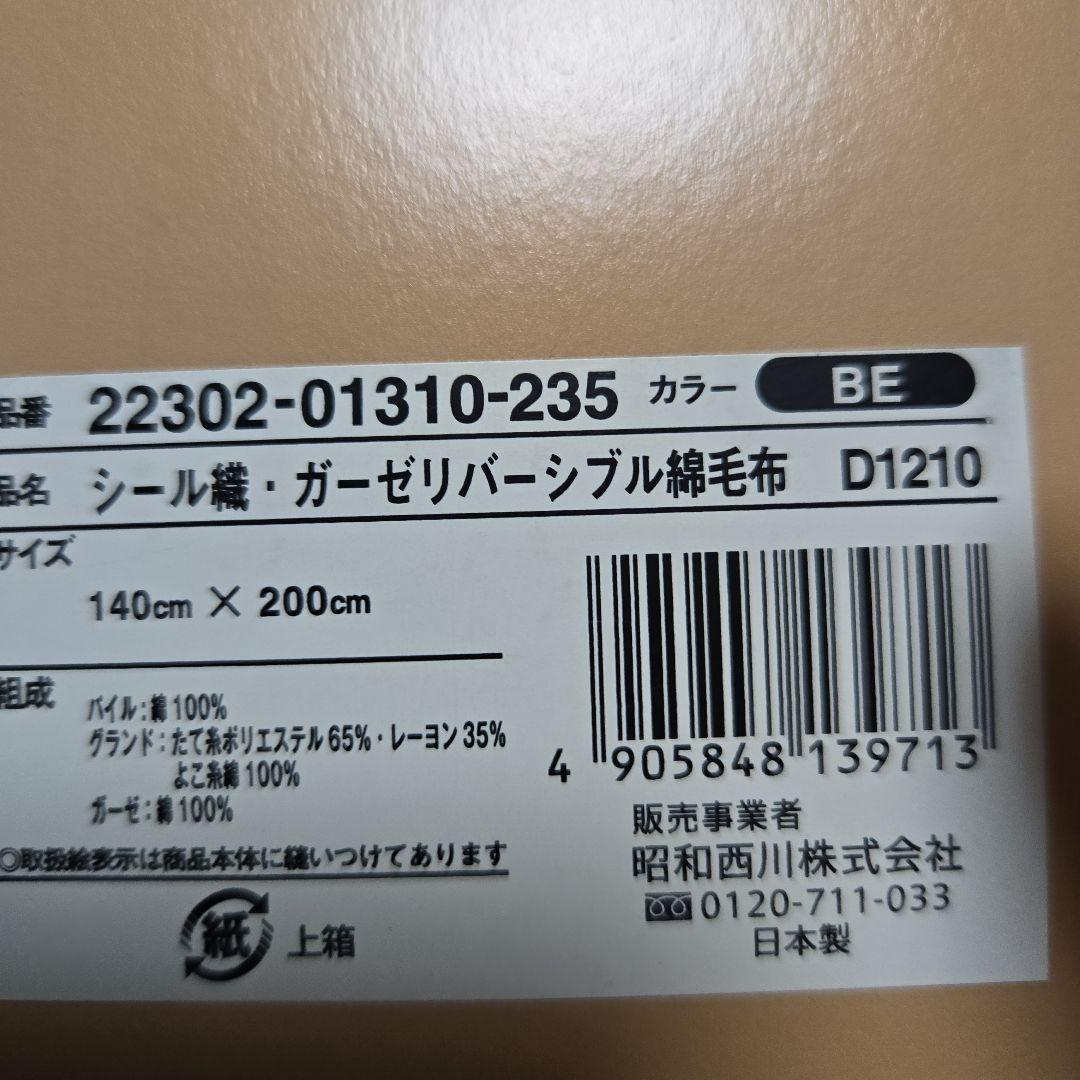 品番 22302-01310-235 カラー BE
品名 シール織・ガーゼリバーシブル綿毛布 D1210
サイズ
140cm × 200cm
組成
パイル:綿100%
グランド:たて糸ポリエステル65%・レーヨン35%
よこ糸綿100%
ガーゼ:綿100%
◎取扱絵表示は商品本体に縫いつけてあります
紙 上箱
4 905848 139713
販売事業者
昭和西川株式会社
0120-711-033
日本製